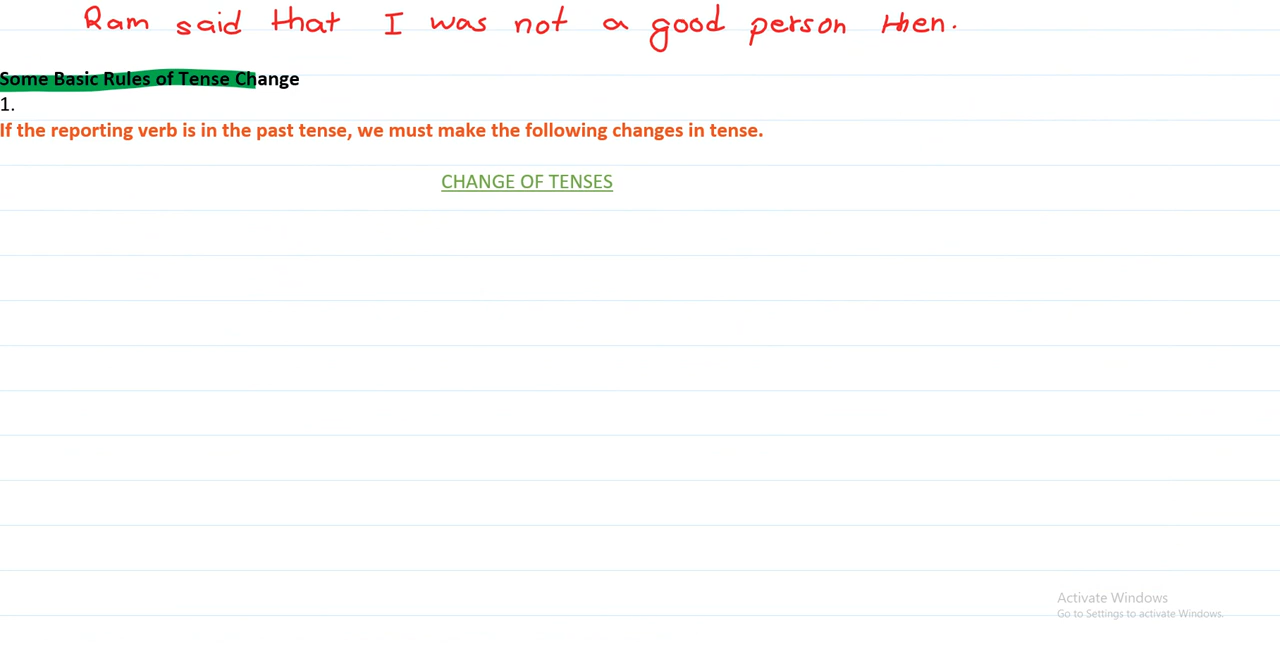 Ram said that I was not a good person then.
Some Basic Rules of Tense Change
1.
If the reporting verb is in the past tense, we must make the following changes in tense.
CHANGE OF TENSES
Activate Windows
Go to Settings to activate Windows.